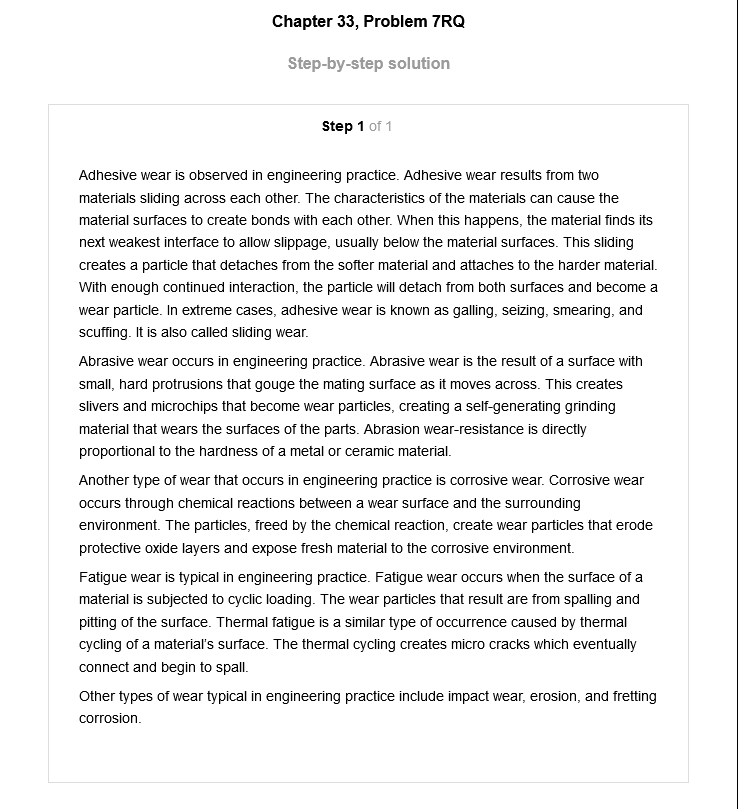 Chapter 33, Problem 7RQ
Step-by-step solution
Step 1 of 1
Adhesive wear is observed in engineering practice. Adhesive wear results from two
materials sliding across each other. The characteristics of the materials can cause the
material surfaces to create bonds with each other. When this happens, the material finds its
next weakest interface to allow slippage, usually below the material surfaces. This sliding
creates a particle that detaches from the softer material and attaches to the harder material.
With enough continued interaction, the particle will detach from both surfaces and become a
wear particle. In extreme cases, adhesive wear is known as galling, seizing, smearing, and
scuffing. It is also called sliding wear.
Abrasive wear occurs in engineering practice. Abrasive wear is the result of a surface with
small, hard protrusions that gouge the mating surface as it moves across. This creates
slivers and microchips that become wear particles, creating a self-generating grinding
material that wears the surfaces of the parts. Abrasion wear-resistance is directly
proportional to the hardness of a metal or ceramic material.
Another type of wear that occurs in engineering practice is corrosive wear. Corrosive wear
occurs through chemical reactions between a wear surface and the surrounding
environment. The particles, freed by the chemical reaction, create wear particles that erode
protective oxide layers and expose fresh material to the corrosive environment.
Fatigue wear is typical in engineering practice. Fatigue wear occurs when the surface of a
material is subjected to cyclic loading. The wear particles that result are from spalling and
pitting of the surface. Thermal fatigue is a similar type of occurrence caused by thermal
cycling of a material's surface. The thermal cycling creates micro cracks which eventually
connect and begin to spall.
Other types of wear typical in engineering practice include impact wear, erosion, and fretting
corrosion.